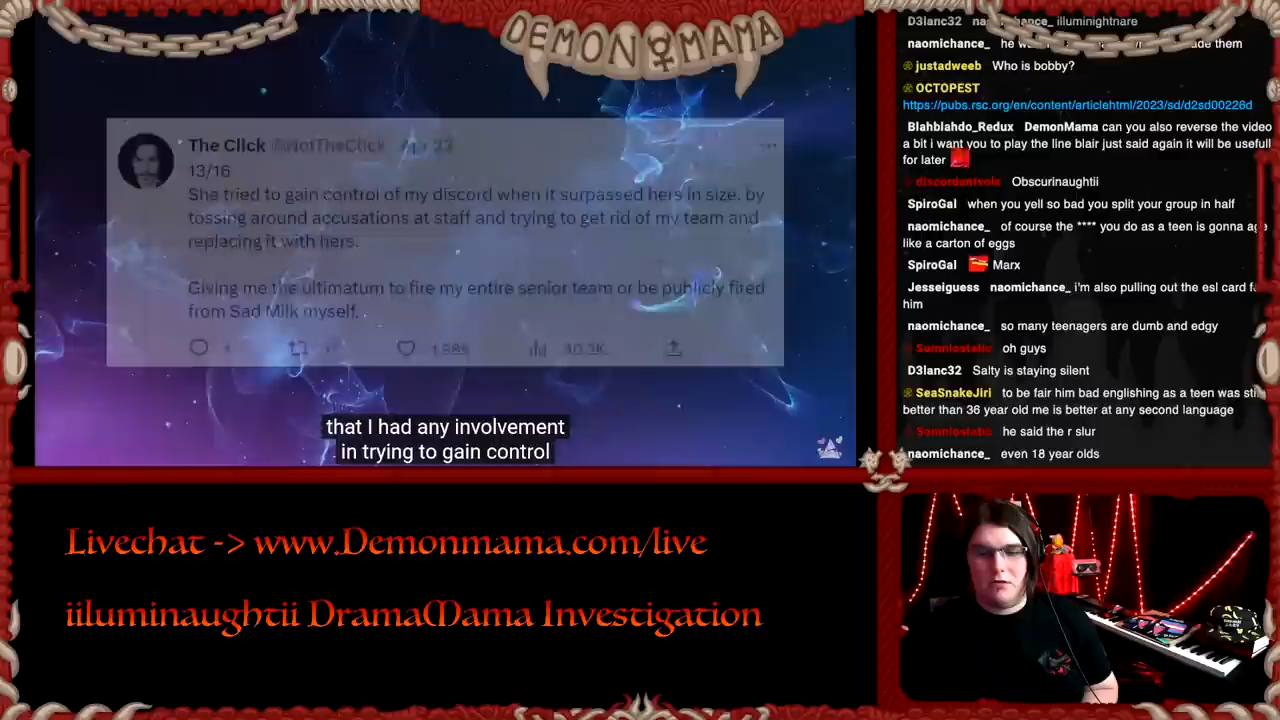 DEMON MAMA
The Click
13/16
She tried to gain control of my discord when it surpassed hers in size. by
tossing around accusations at staff and trying to get rid of my team and
replacing it with hers.
Giving me the ultimatum to fire my entire senior team or be publicly fired
from Sad Milk myself.
that I had any involvement
in trying to gain control
D3lanc32 illuminightnare
naomichance_ he them
justadweeb Who is bobby?
OCTOPEST
https://pubs.rsc.org/en/content/articlehtml/2023/sd/d2sd00226d
Blahblahdo_Redux DemonMama can you also reverse the video
a bit i want you to play the line blair just said again it will be usefull
for later
discordantvole Obscurinaughtii
SpiroGal when you yell so bad you split your group in half
naomichance_ of course the **** you do as a teen is gonna age
like a carton of eggs
SpiroGal Marx
Jesseiguess naomichance_ i'm also pulling out the esl card
him
naomichance_ so many teenagers are dumb and edgy
Somniostatic oh guys
D3lanc32 Salty is staying silent
SeaSnakeJiri to be fair him bad englishing as a teen was
better than 36 year old me is better at any second language
Somniostatic he said the r slur
naomichance_ even 18 year olds
Livechat -> www.Demonmama.com/live
iiluminaughtii DramaMama Investigation